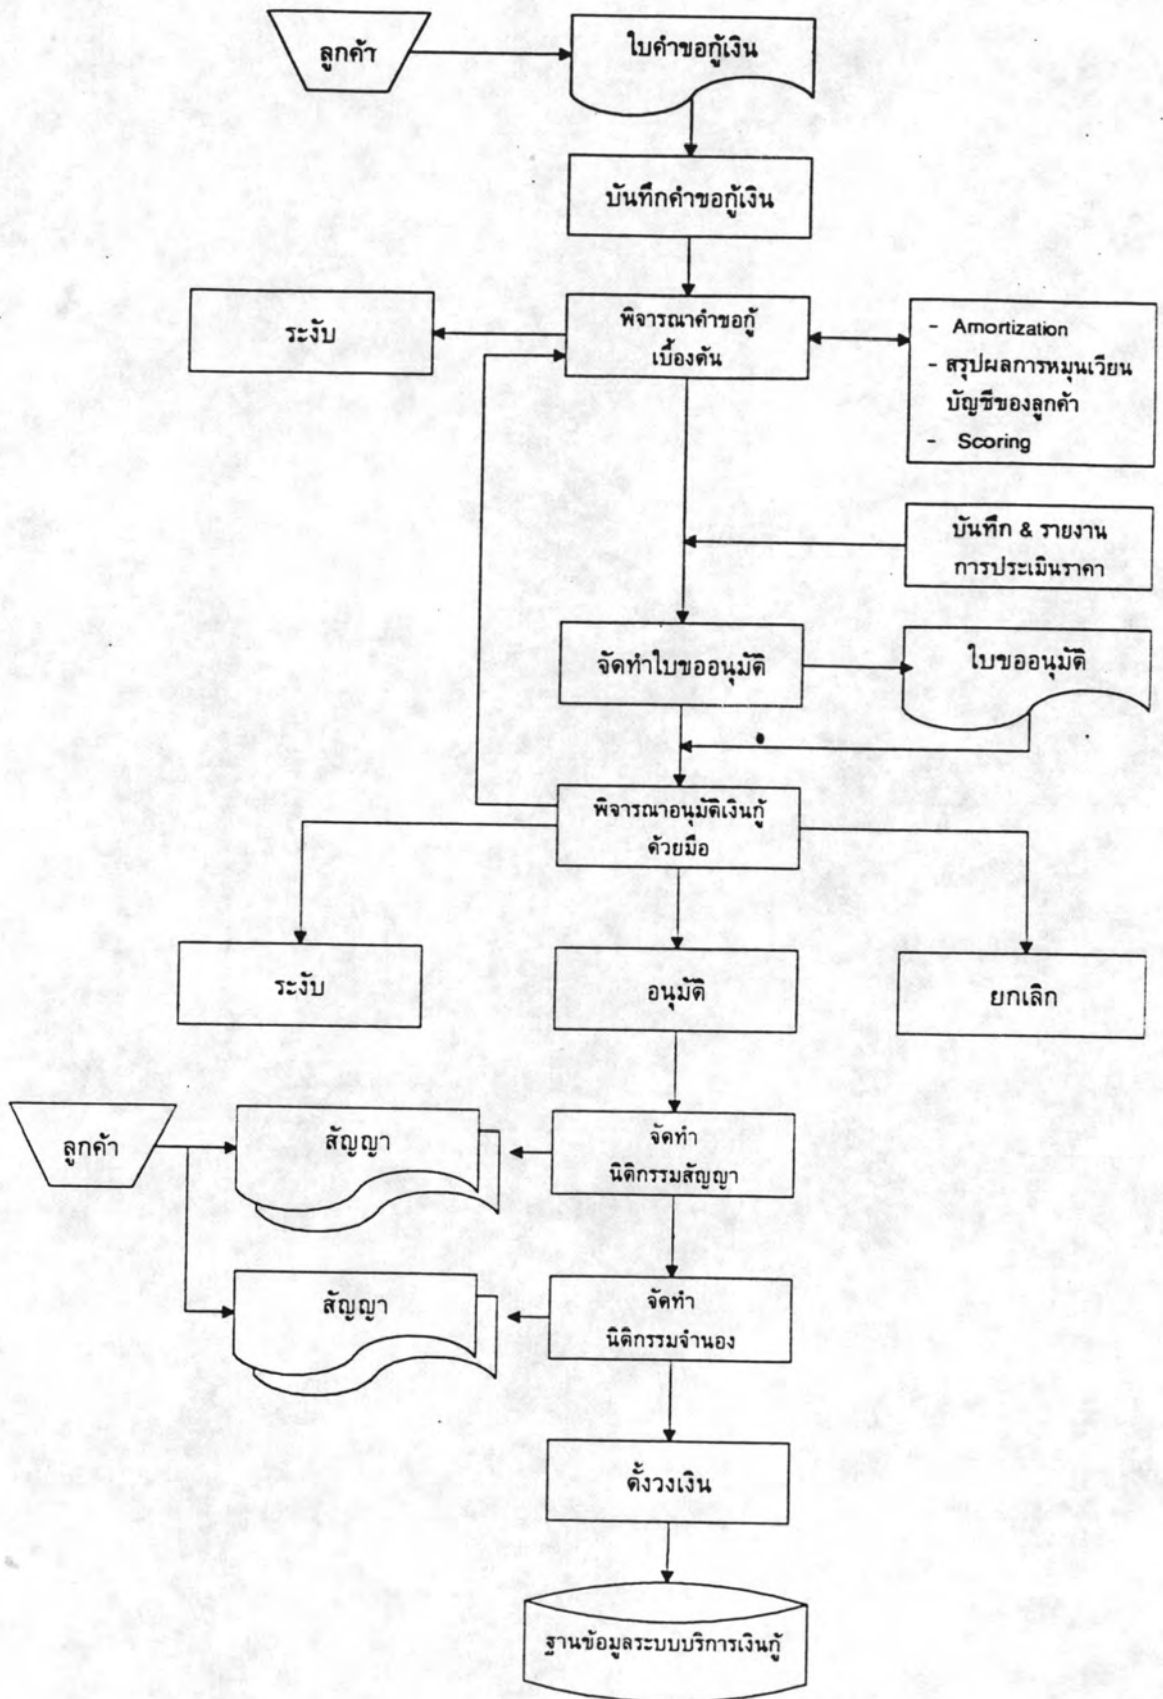 ลูกค้า
ใบคำขอกู้เงิน
บันทึกคำขอกู้เงิน
ระงับ
พิจารณาคำขอกู้
เบื้องต้น
- Amortization
- สรุปผลการหมุนเวียน
บัญชีของลูกค้า
- Scoring
บันทึก & รายงาน
การประเมินราคา
จัดทำใบขออนุมัติ
ใบขออนุมัติ
พิจารณาอนุมัติเงินกู้
ด้วยมือ
ระงับ
อนุมัติ
ยกเลิก
ลูกค้า
สัญญา
จัดทำ
นิติกรรมสัญญา
สัญญา
จัดทำ
นิติกรรมจำนอง
ตั้งวงเงิน
ฐานข้อมูลระบบบริการเงินกู้